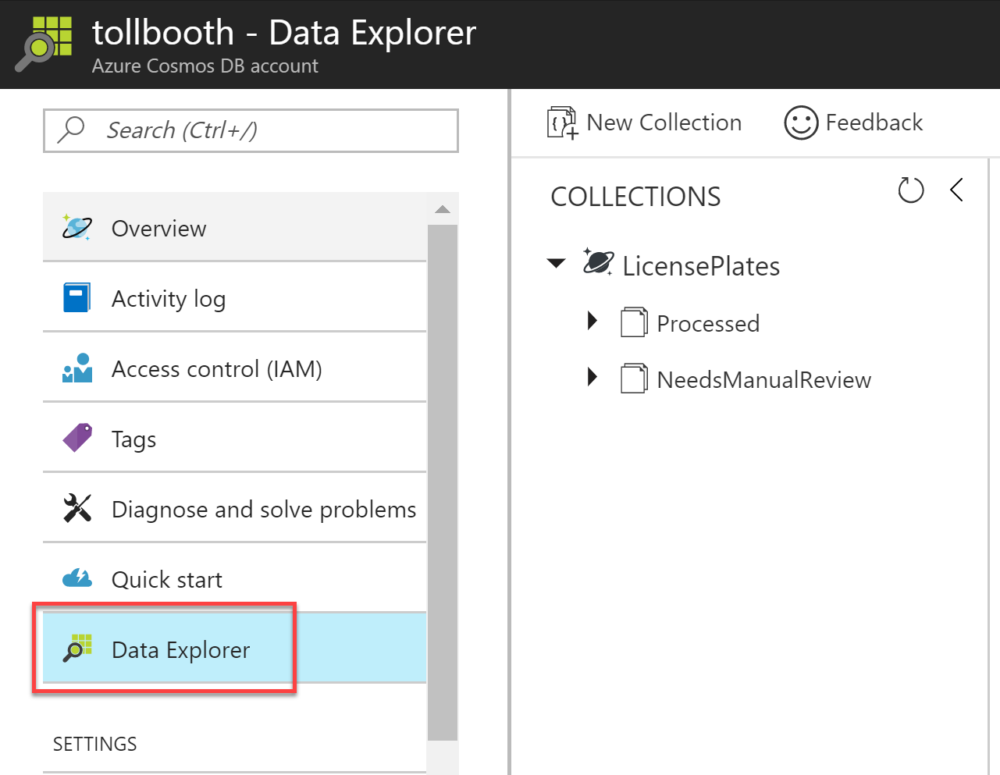 tollbooth - Data Explorer
Azure Cosmos DB account
Search (Ctrl+/)
Overview
Activity log
Access control (IAM)
Tags
Diagnose and solve problems
Quick start
Data Explorer
SETTINGS
New Collection
Feedback
COLLECTIONS
LicensePlates
Processed
NeedsManualReview